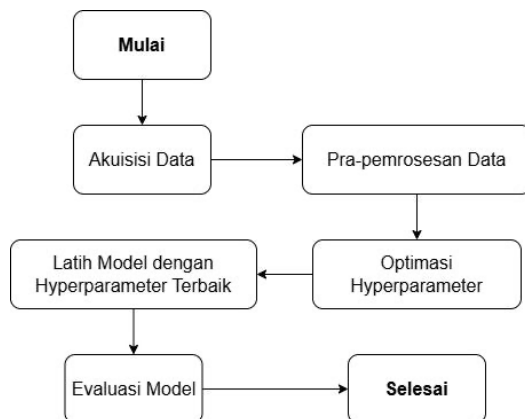 Mulai
Akuisisi Data
Pra-pemrosesan Data
Optimasi
Hyperparameter
Latih Model dengan
Hyperparameter Terbaik
Evaluasi Model
Selesai